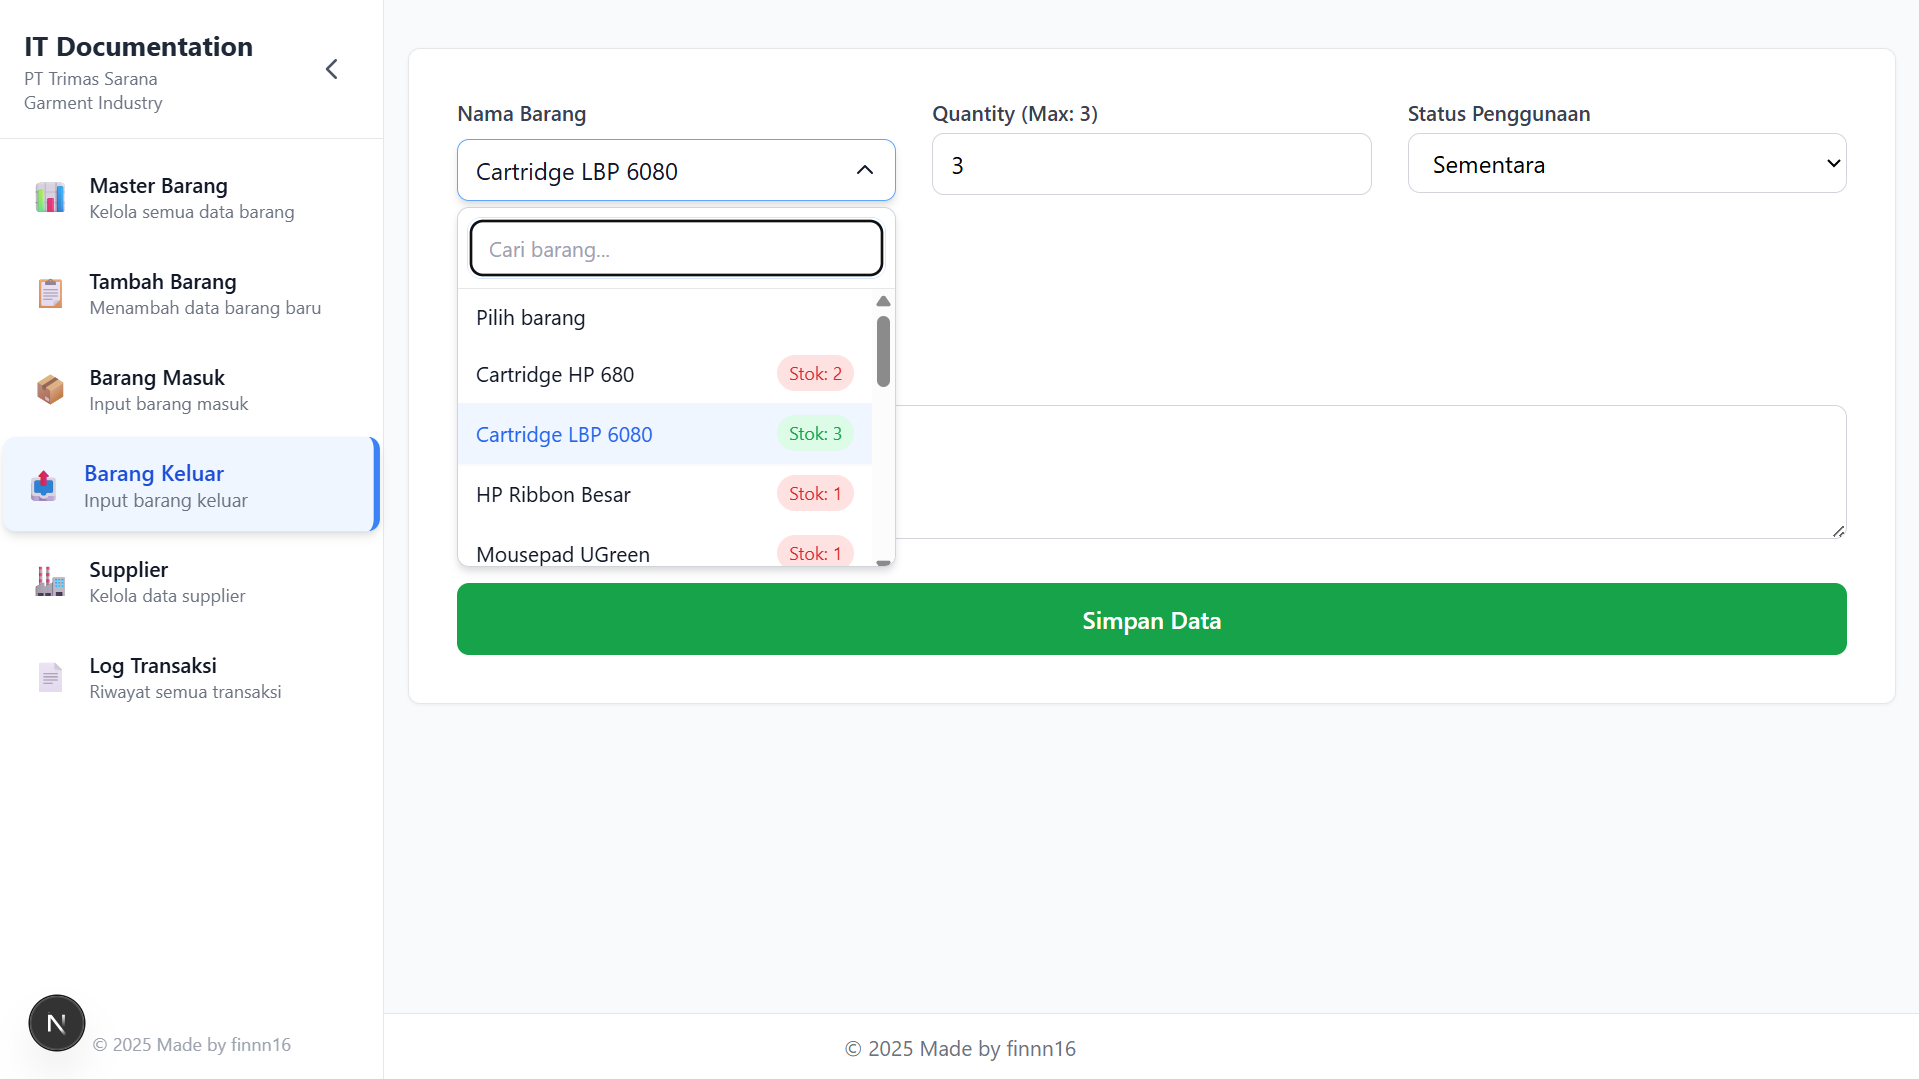 IT Documentation
PT Trimas Sarana
Garment Industry
Master Barang
Kelola semua data barang
Tambah Barang
Menambah data barang baru
Barang Masuk
Input barang masuk
Barang Keluar
Input barang keluar
Supplier
Kelola data supplier
Log Transaksi
Riwayat semua transaksi
N
© 2025 Made by finnn16
Nama Barang
Cartridge LBP 6080
Cari barang...
Pilih barang
Cartridge HP 680 Stok: 2
Cartridge LBP 6080 Stok: 3
HP Ribbon Besar Stok: 1
Mousepad UGreen Stok: 1
Quantity (Max: 3)
3
Status Penggunaan
Sementara
Simpan Data
© 2025 Made by finnn16